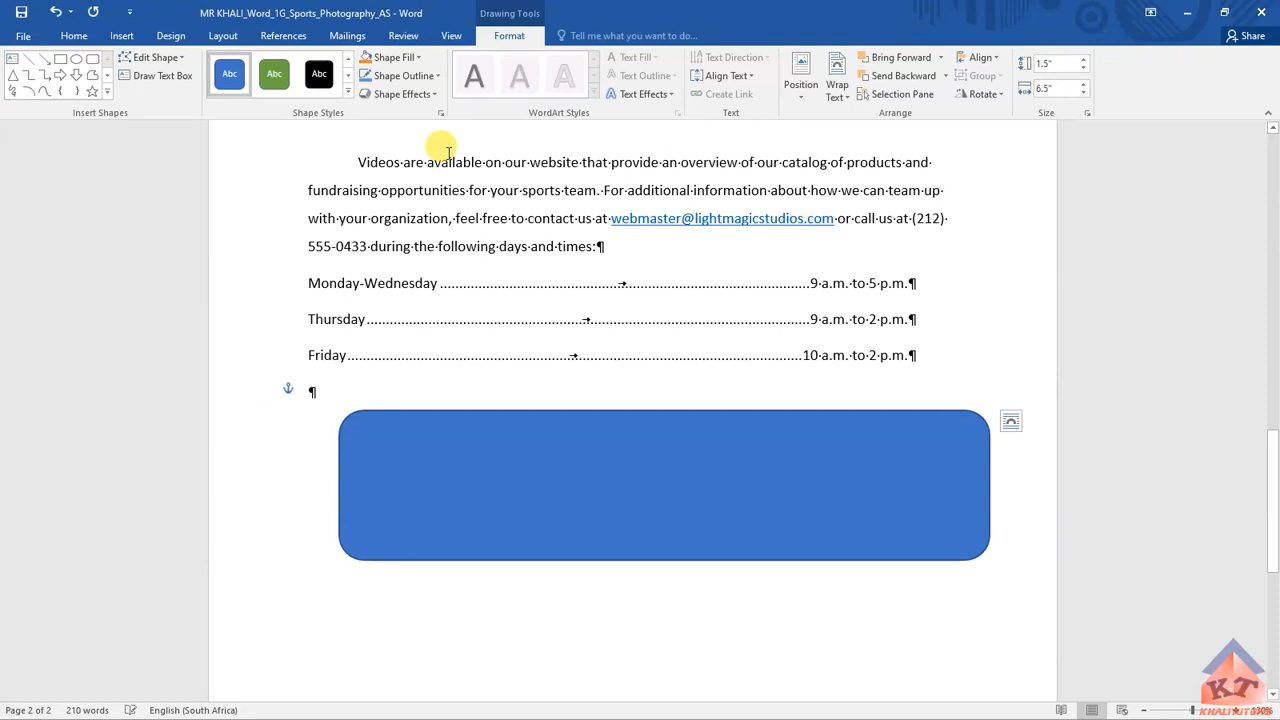 MR KHALI_Word_1G_Sports_Photography_AS - Word
Drawing Tools
File Home Insert Design Layout References Mailings Review View Format Tell me what you want to do... Share
Edit Shape
Draw Text Box
Insert Shapes
Abc Abc Abc
Shape Fill
Shape Outline
Shape Effects
Shape Styles
A A A
Text Fill
Text Outline
Text Effects
WordArt Styles
Text Direction
Align Text
Create Link
Text
Position
Wrap
Text
Bring Forward
Send Backward
Selection Pane
Align
Group
Rotate
Arrange
1.5"
6.5"
Size
Videos·are·available·on·our·website·that·provide·an·overview·of·our·catalog·of·products·and·
fundraising·opportunities·for·your·sports·team.·For·additional·information·about·how·we·can·team·up·
with·your·organization,·feel·free·to·contact·us·at·webmaster@lightmagicstudios.com·or·call·us·at·(212)·
555-0433·during·the·following·days·and·times:¶
Monday-Wednesday ................................................→................................................9·a.m.·to·5·p.m.¶
Thursday........................................................→........................................................9·a.m.·to·2·p.m.¶
Friday..........................................................→..........................................................10·a.m.·to·2·p.m.¶
¶
Page 2 of 2 210 words English (South Africa)
KT